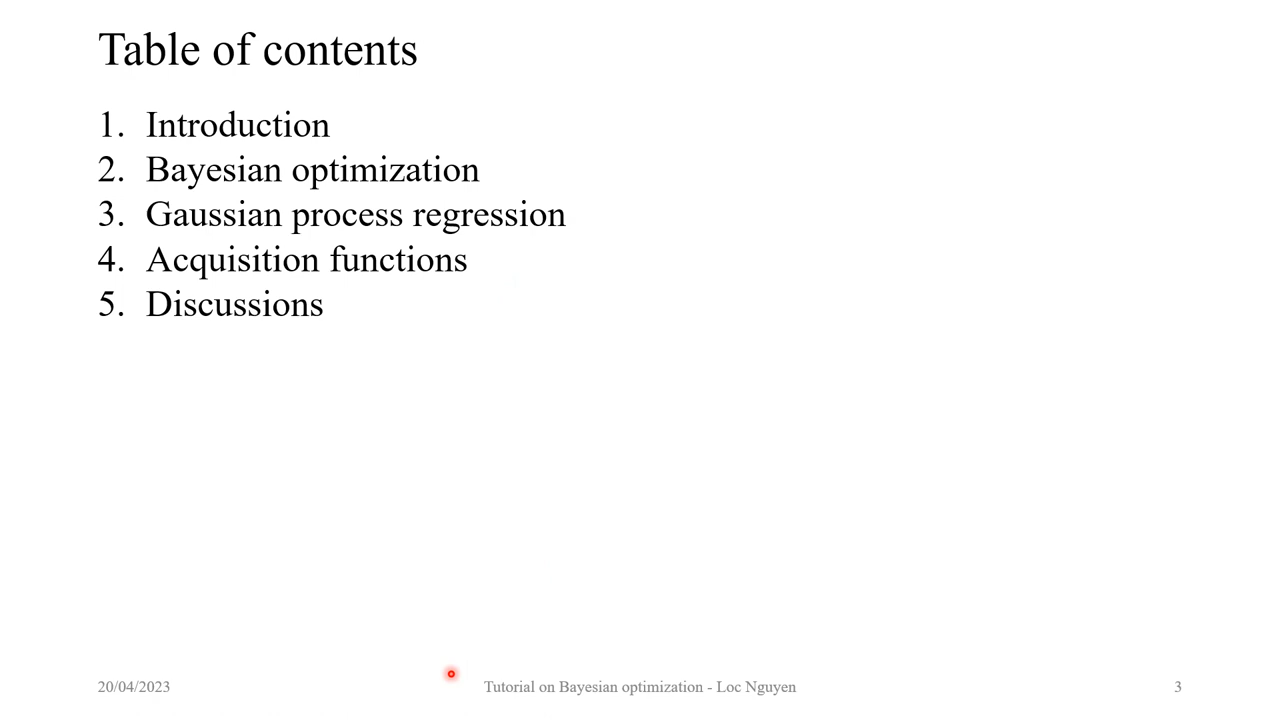 Table of contents
1. Introduction
2. Bayesian optimization
3. Gaussian process regression
4. Acquisition functions
5. Discussions
20/04/2023
Tutorial on Bayesian optimization - Loc Nguyen
3